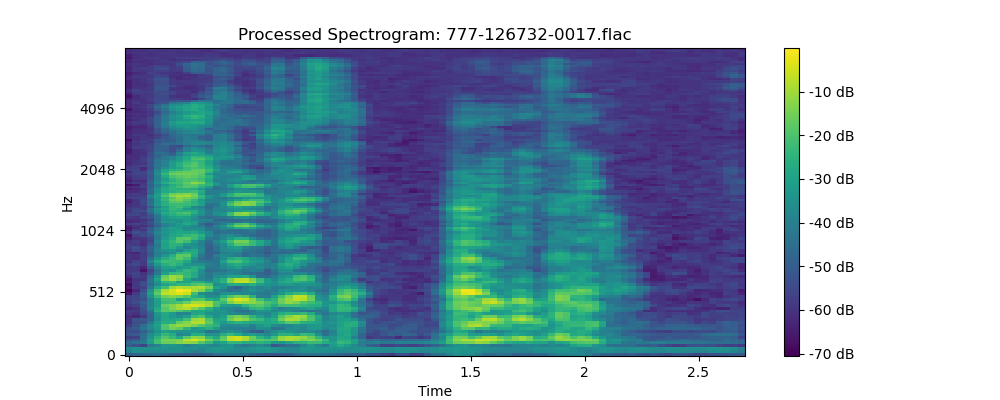 Processed Spectrogram: 777-126732-0017.flac
Hz
4096
2048
1024
512
0
0
0.5
1
1.5
2
2.5
Time
-10 dB
-20 dB
-30 dB
-40 dB
-50 dB
-60 dB
-70 dB